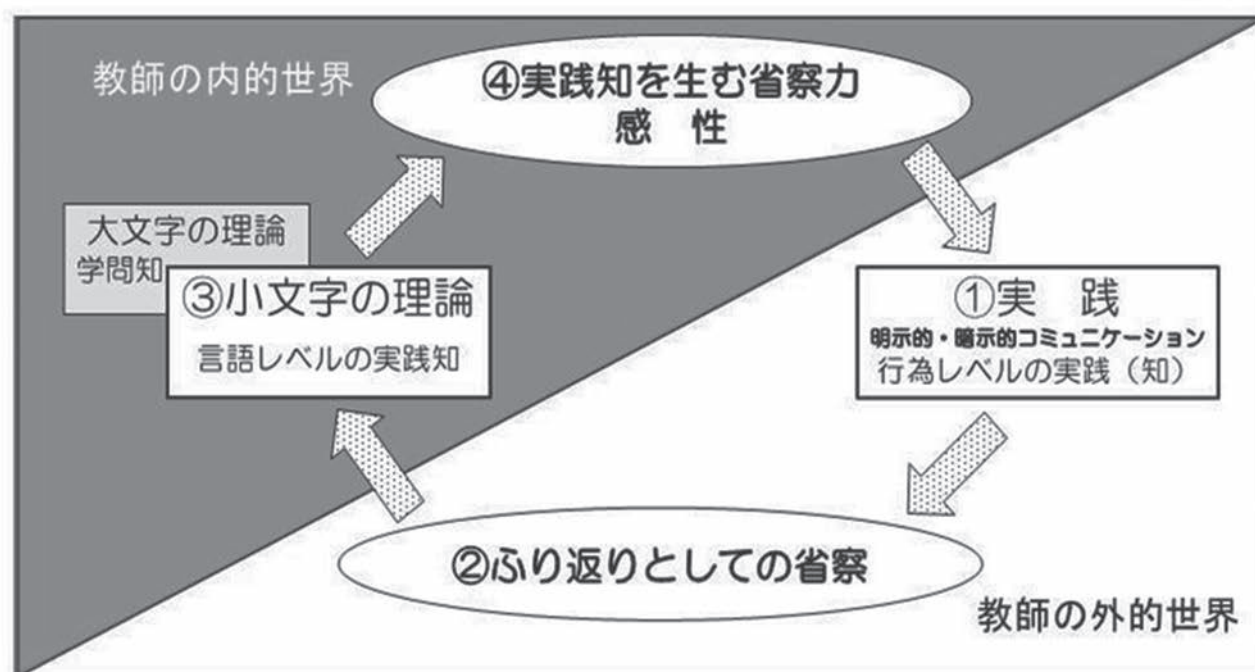 教師の内的世界
④実践知を生む省察力
感　性
大文字の理論
学問知
③小文字の理論
言語レベルの実践知
①実　践
明示的・暗示的コミュニケーション
行為レベルの実践（知）
②ふり返りとしての省察
教師の外的世界